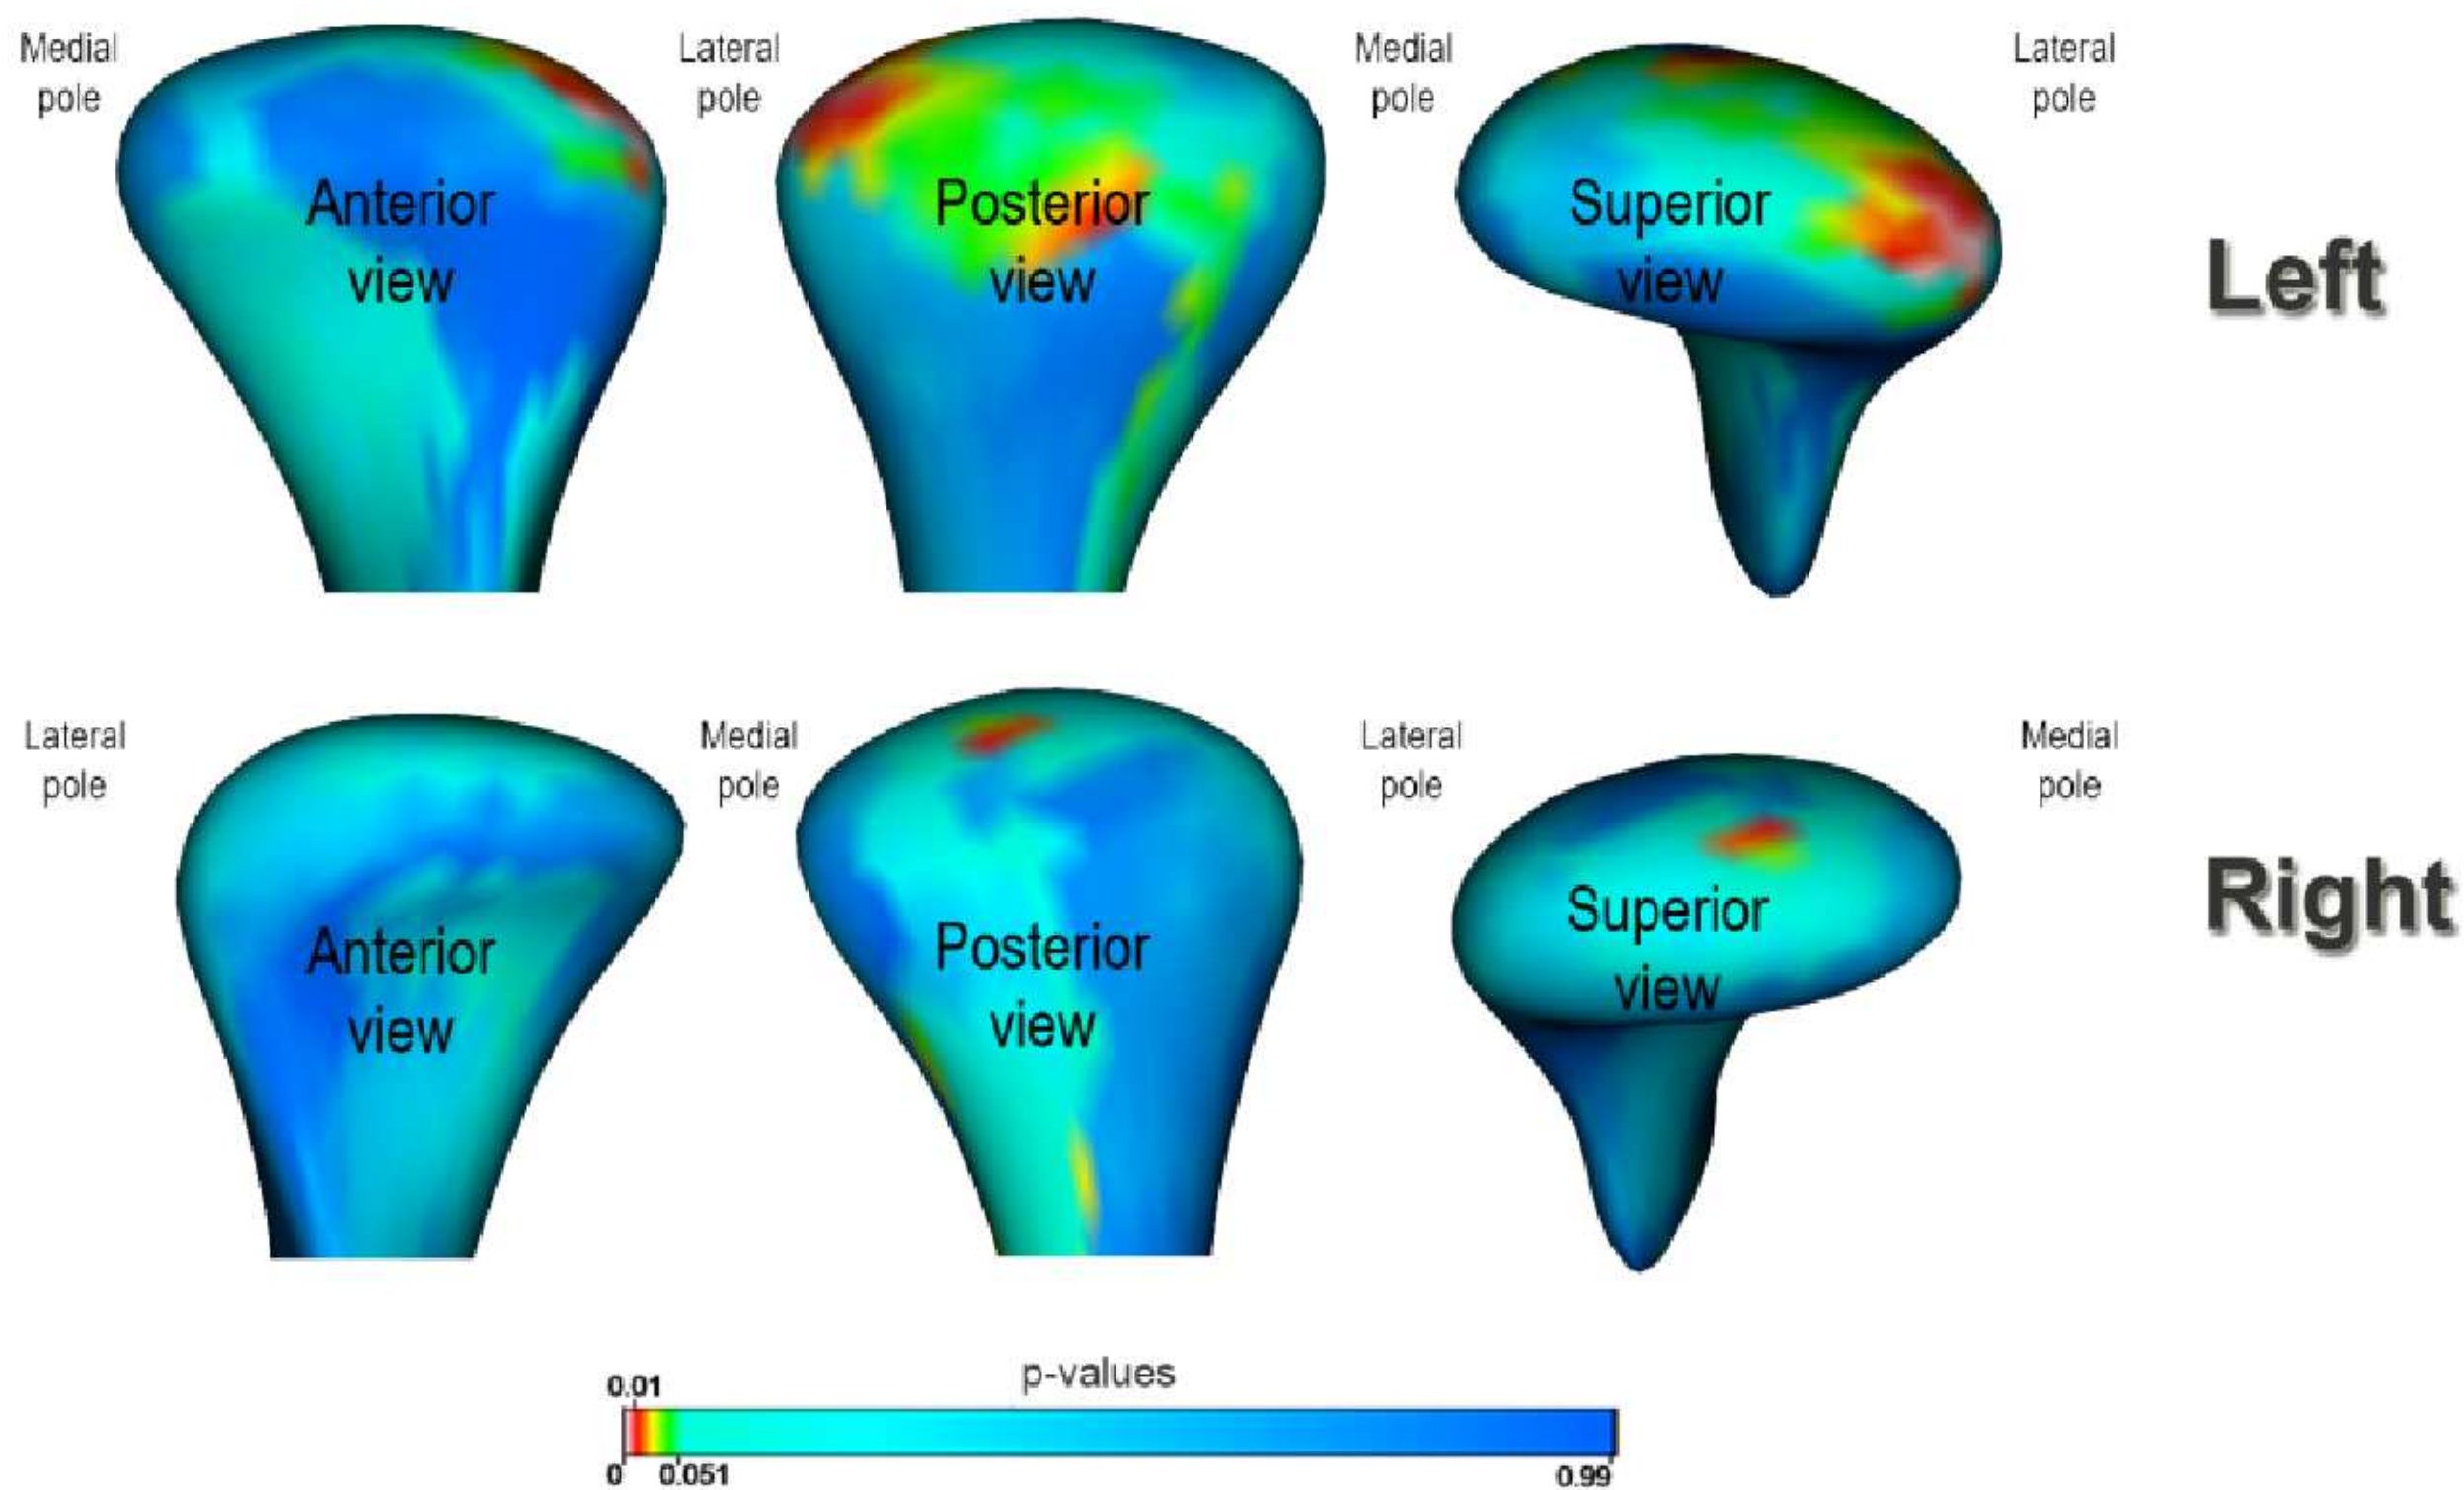 Medial
pole
Lateral
pole
Medial
pole
Lateral
pole
Anterior
view
Posterior
view
Superior
view
Left
Lateral
pole
Medial
pole
Lateral
pole
Medial
pole
Anterior
view
Posterior
view
Superior
view
Right
p-values
0.01
0
0.051
0.99